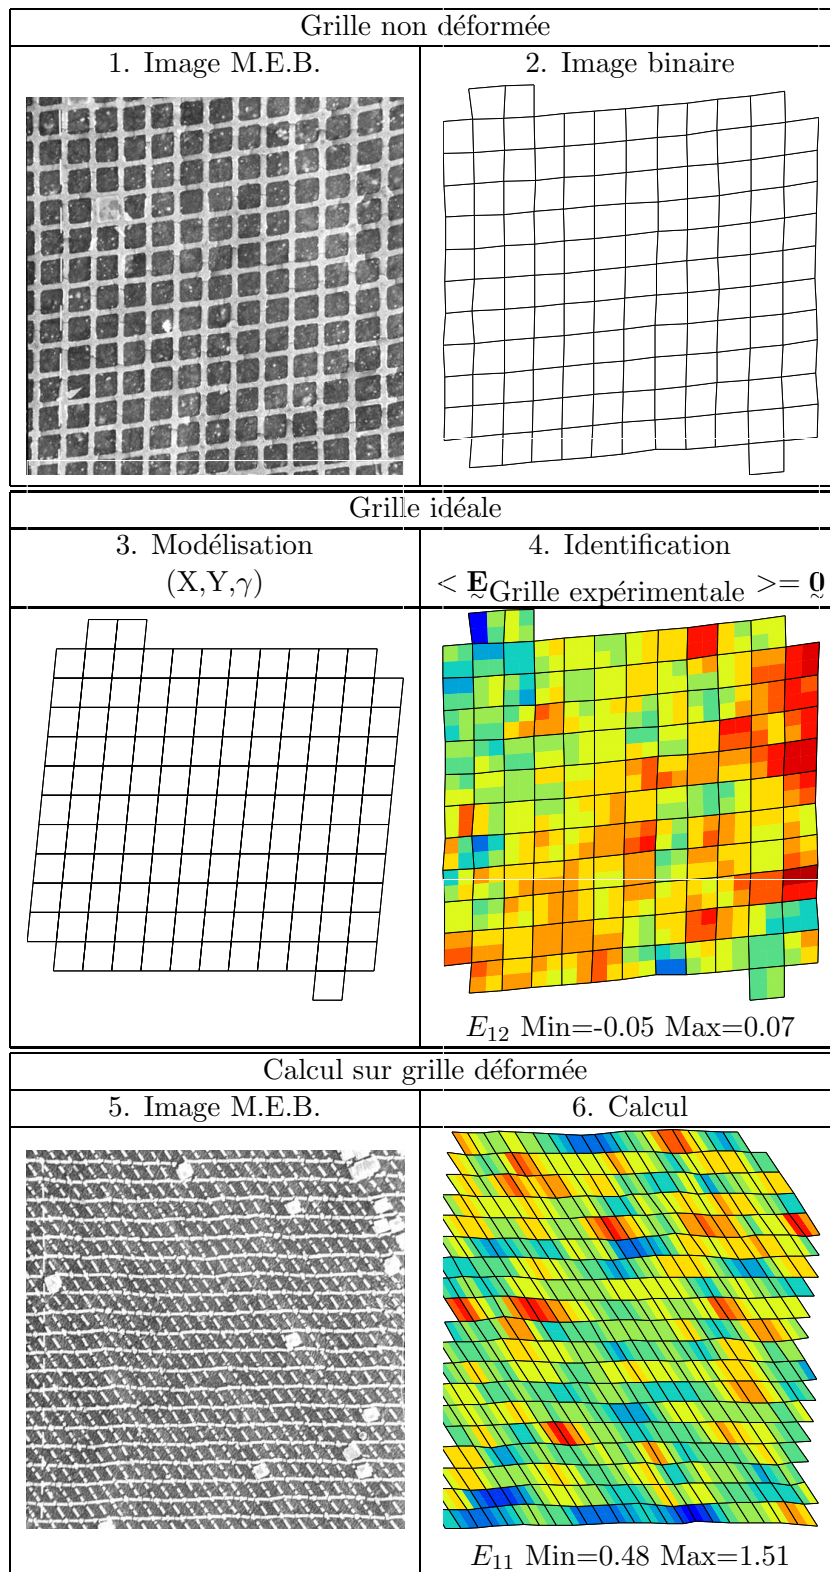 Grille non déformée
1. Image M.E.B.
2. Image binaire
Grille idéale
3. Modélisation
(X,Y,γ)
4. Identification
< E Grille expérimentale >= 0
E12 Min=-0.05 Max=0.07
Calcul sur grille déformée
5. Image M.E.B.
6. Calcul
E11 Min=0.48 Max=1.51